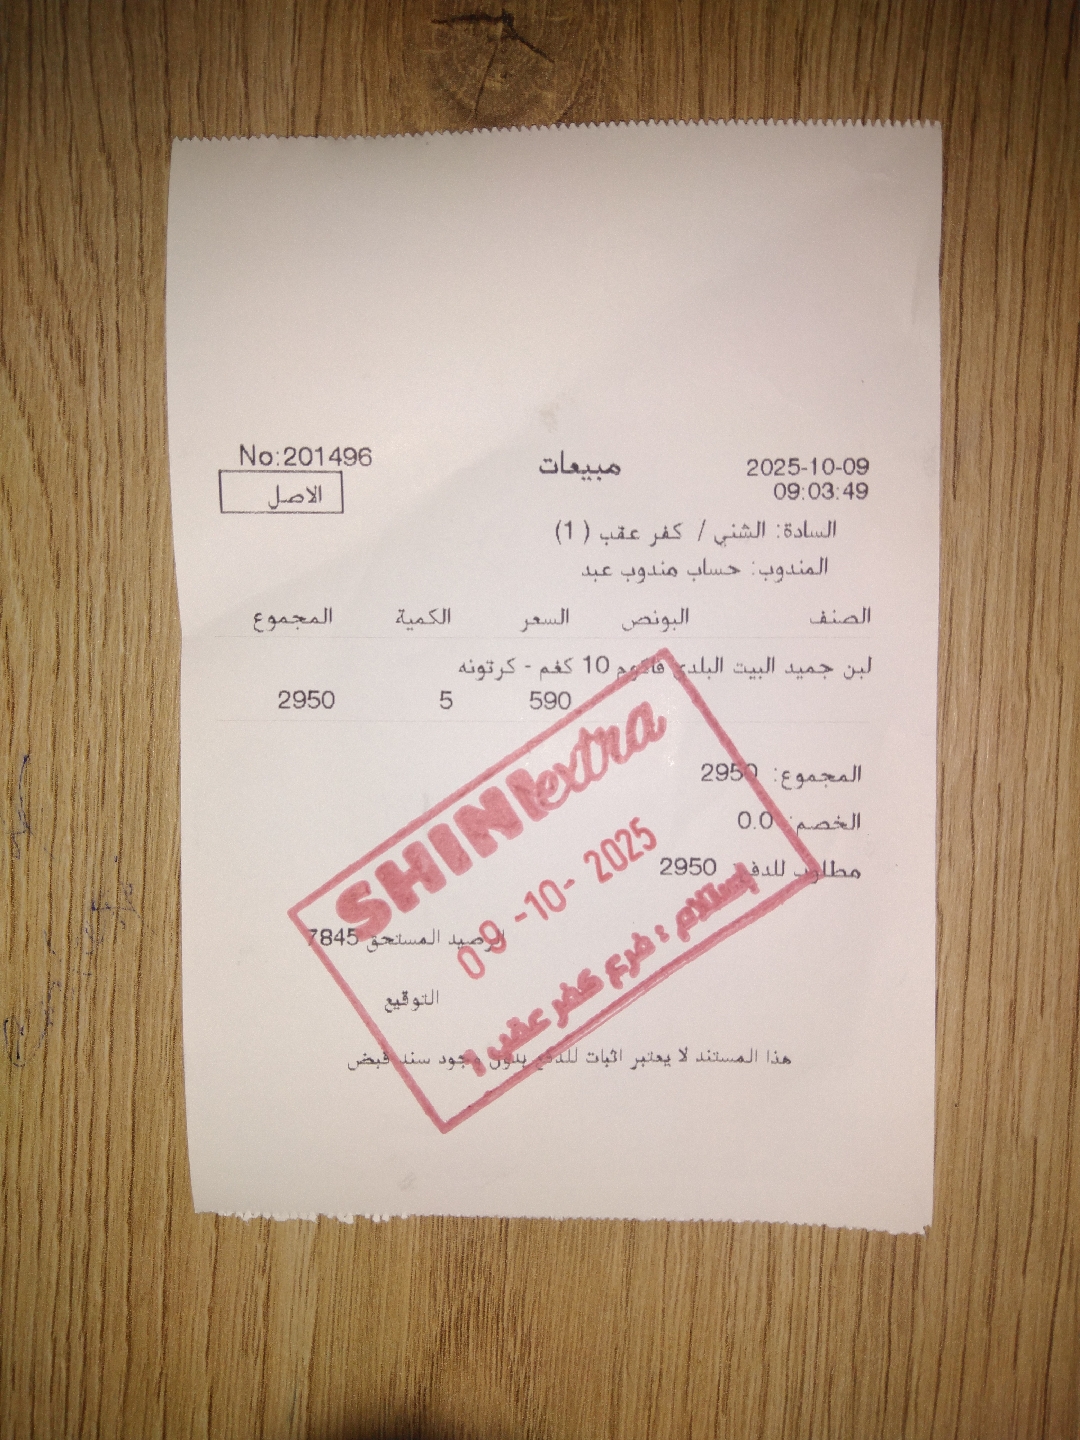 No:201496
مبيعات
2025-10-09
الاصل
09:03:49
السادة: الشني / كفر عقب (1)
المندوب: حساب مندوب عبد
الصنف البونص السعر الكمية المجموع
لبن جميد البيت البلدي فاكوم 10 كغم - كرتونه
590 5 2950
المجموع: 2950
الخصم: 0.0
مطلوب للدفع 2950
الرصيد المستحق 7845
التوقيع
هذا المستند لا يعتبر اثبات للدفع بدون وجود سند قبض
SHINI extra
09-10-2025
إستلام : فرع كفر عقب